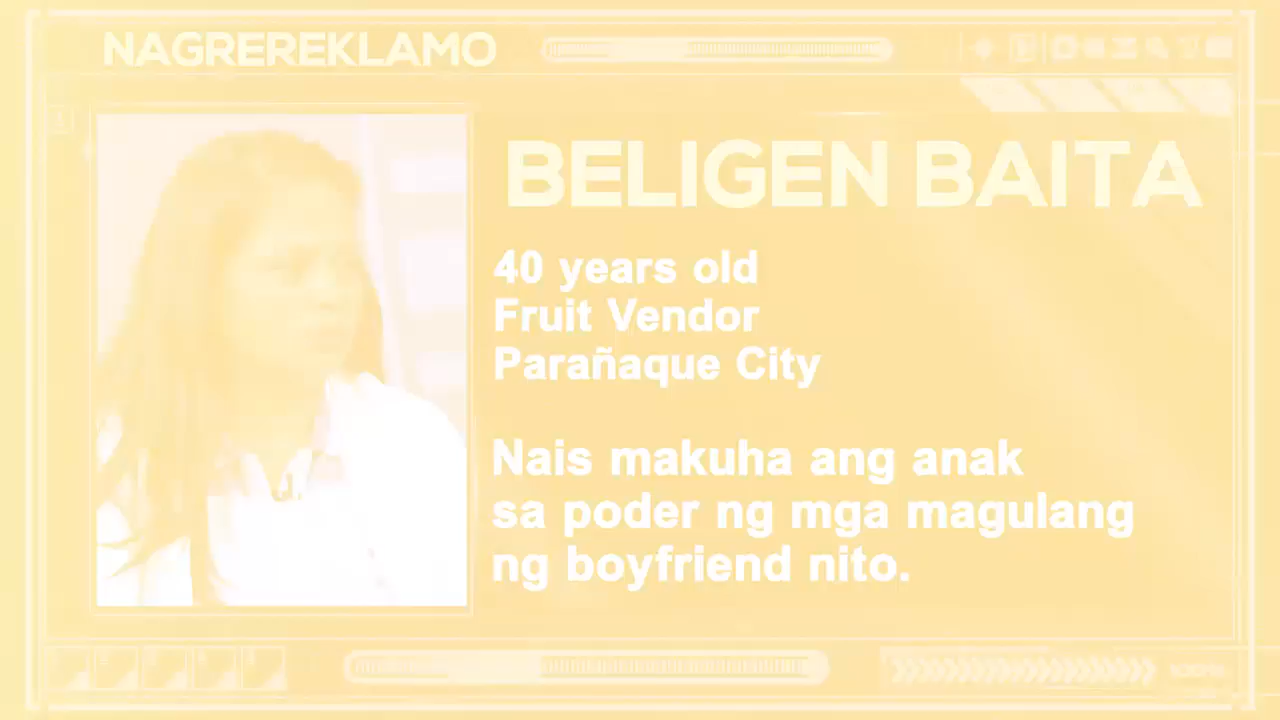 NAGREREKLAMO
BELIGEN BAITA
40 years old
Fruit Vendor
Parañaque City
Nais makuha ang anak
sa poder ng mga magulang
ng boyfriend nito.